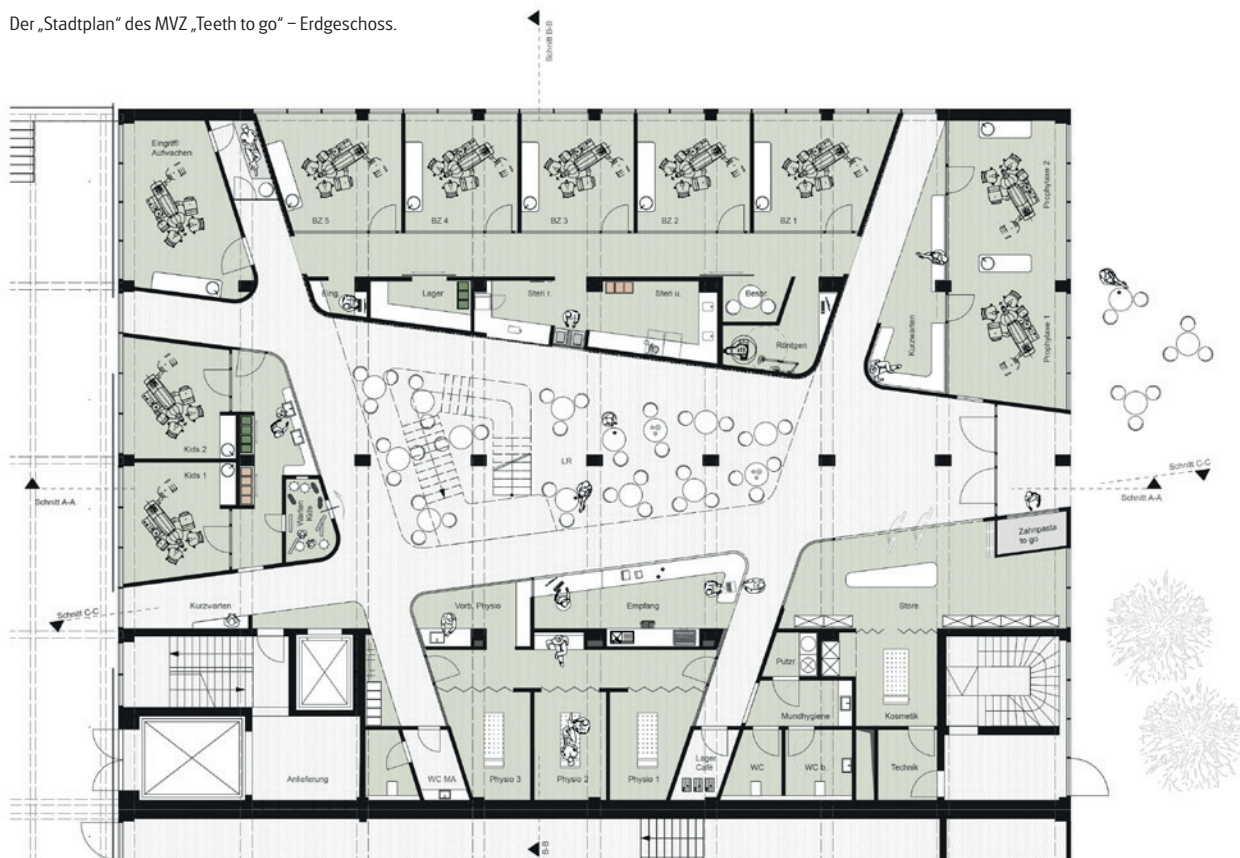 Der „Stadtplan“ des MVZ „Teeth to go“ – Erdgeschoss.
Schnitt B-B
Eingriff/
Aufwachen
BZ.5
BZ.4
BZ.3
BZ.2
BZ.1
Prophylaxe 2
Eing.
Lager
Steri r.
Steri u.
Bespr.
Röntgen
Kurzwarten
Prophylaxe 1
Kids 2
LR
Kids 1
Schnitt A-A
Warten
Kids
Schnitt C-C
Schnitt A-A
Zahnpasta
to go
Schnitt C-C
Kurzwarten
Vorb. Physio
Empfang
Store
Putzr.
Mundhygiene
Kosmetik
Anlieferung
WC MA
Physio 3
Physio 2
Physio 1
Lager
Café
WC
WC b.
Technik
B-B